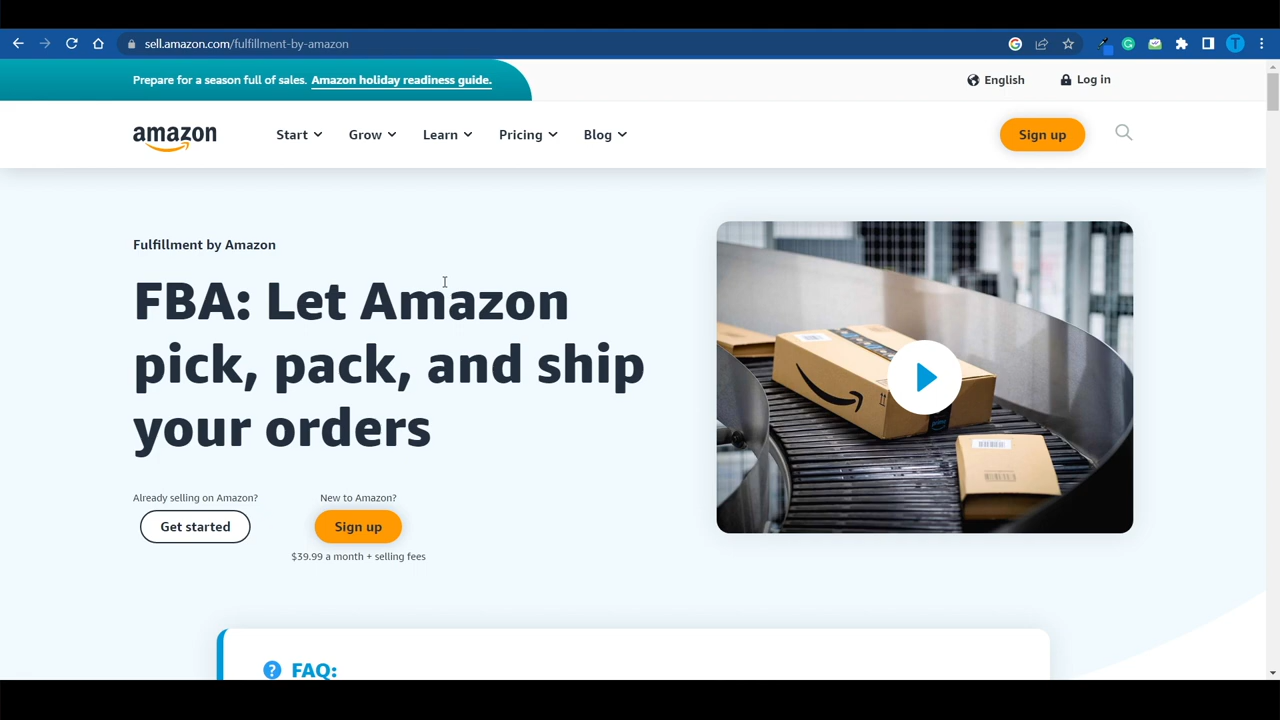 sell.amazon.com/fulfillment-by-amazon
T
Prepare for a season full of sales. Amazon holiday readiness guide.
English
Log in
amazon
Start
Grow
Learn
Pricing
Blog
Sign up
Fulfillment by Amazon
FBA: Let Amazon
pick, pack, and ship
your orders
Already selling on Amazon?
New to Amazon?
Get started
Sign up
$39.99 a month + selling fees
? FAQ: